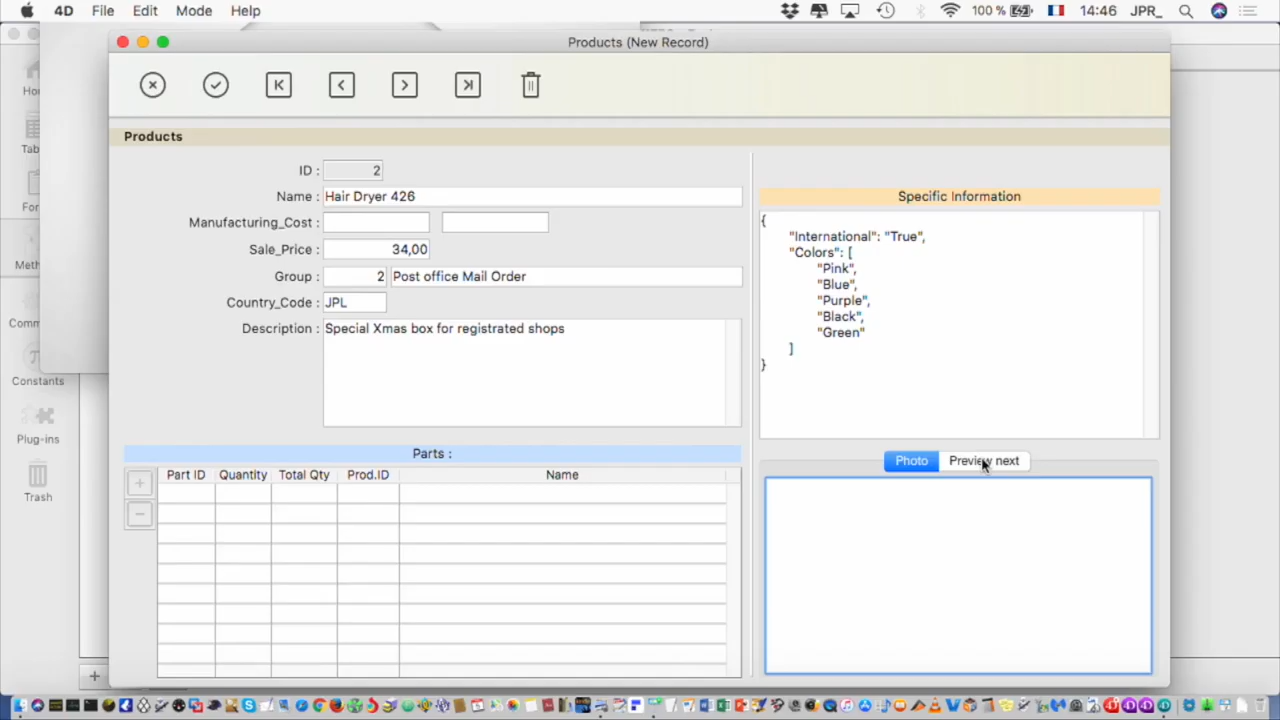 4D File Edit Mode Help 100 % 14:46 JPR_
Products (New Record)
Products
ID : 2
Name : Hair Dryer 426
Manufacturing_Cost :
Sale_Price : 34,00
Group : 2 Post office Mail Order
Country_Code : JPL
Description : Special Xmas box for registrated shops
Specific Information
{
"International": "True",
"Colors": [
"Pink",
"Blue",
"Purple",
"Black",
"Green"
]
}
Photo Preview next
Parts :
Part ID Quantity Total Qty Prod.ID Name
Constants
Plug-ins
Trash